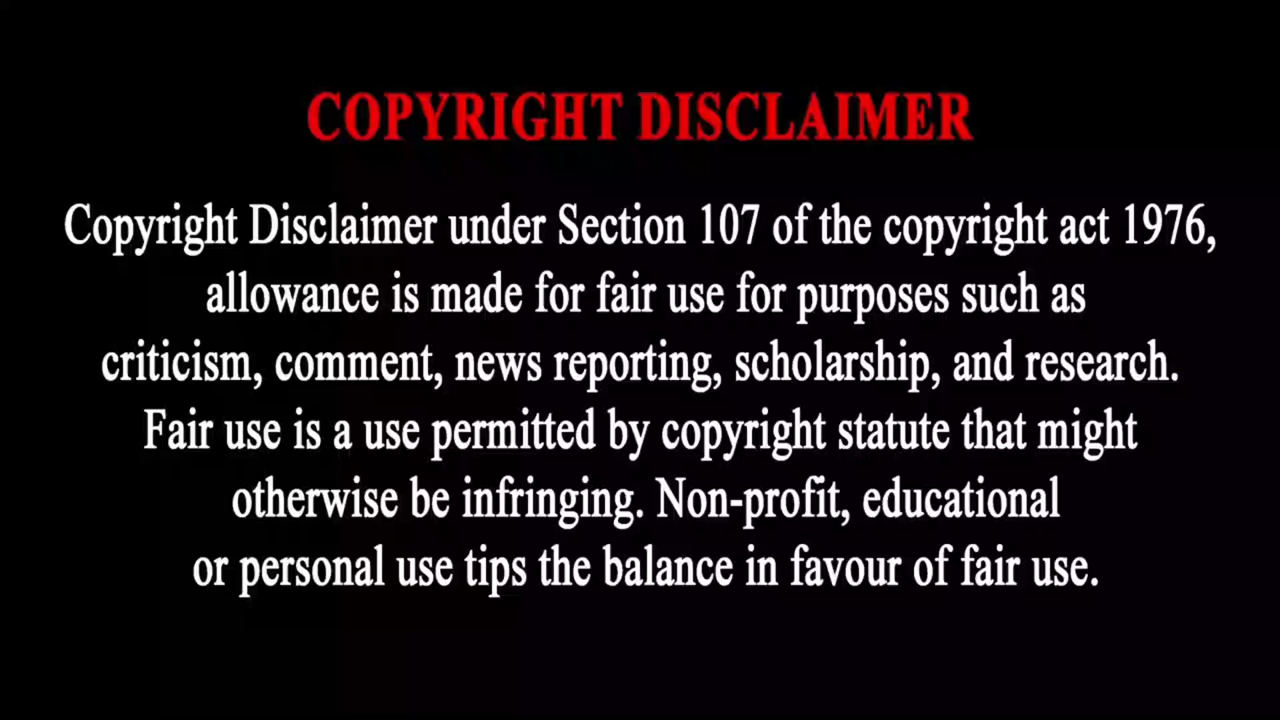 COPYRIGHT DISCLAIMER
Copyright Disclaimer under Section 107 of the copyright act 1976,
allowance is made for fair use for purposes such as
criticism, comment, news reporting, scholarship, and research.
Fair use is a use permitted by copyright statute that might
otherwise be infringing. Non-profit, educational
or personal use tips the balance in favour of fair use.